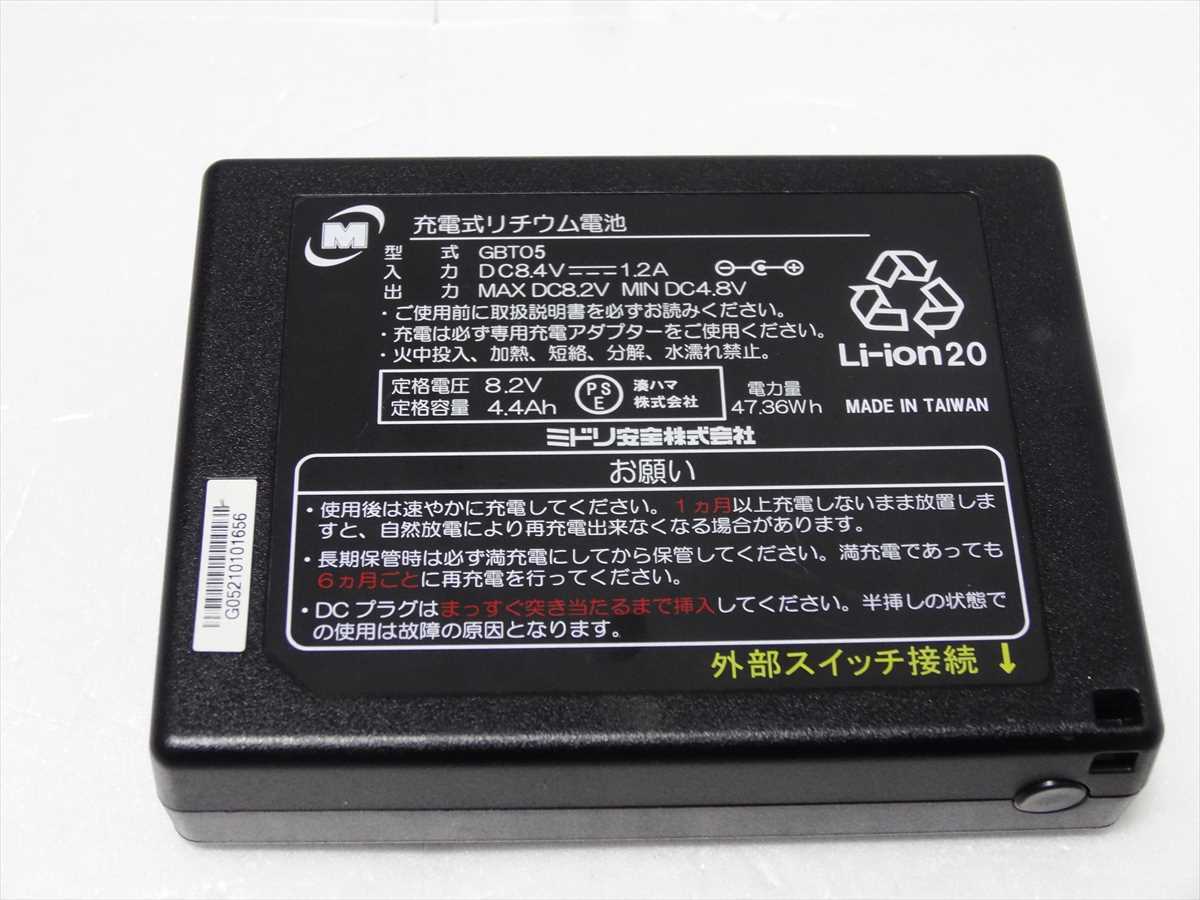 M
充電式リチウム電池
型 式 GBT05
入 力 DC8.4V⎓1.2A
出 力 MAX DC8.2V MIN DC4.8V
・ご使用前に取扱説明書を必ずお読みください。
・充電は必ず専用充電アダプターをご使用ください。
・火中投入、加熱、短絡、分解、水濡れ禁止。
Li-ion20
定格電圧 8.2V
定格容量 4.4Ah
PS
E
湊ハマ
株式会社
電力量
47.36Wh
MADE IN TAIWAN
ミドリ安全株式会社
お願い
・使用後は速やかに充電してください。1ヵ月以上充電しないまま放置しま
すと、自然放電により再充電出来なくなる場合があります。
・長期保管時は必ず満充電にしてから保管してください。満充電であっても
6ヵ月ごとに再充電を行ってください。
・DCプラグはまっすぐ突き当たるまで挿入してください。半挿しの状態で
の使用は故障の原因となります。
外部スイッチ接続 ↓
G05210101656